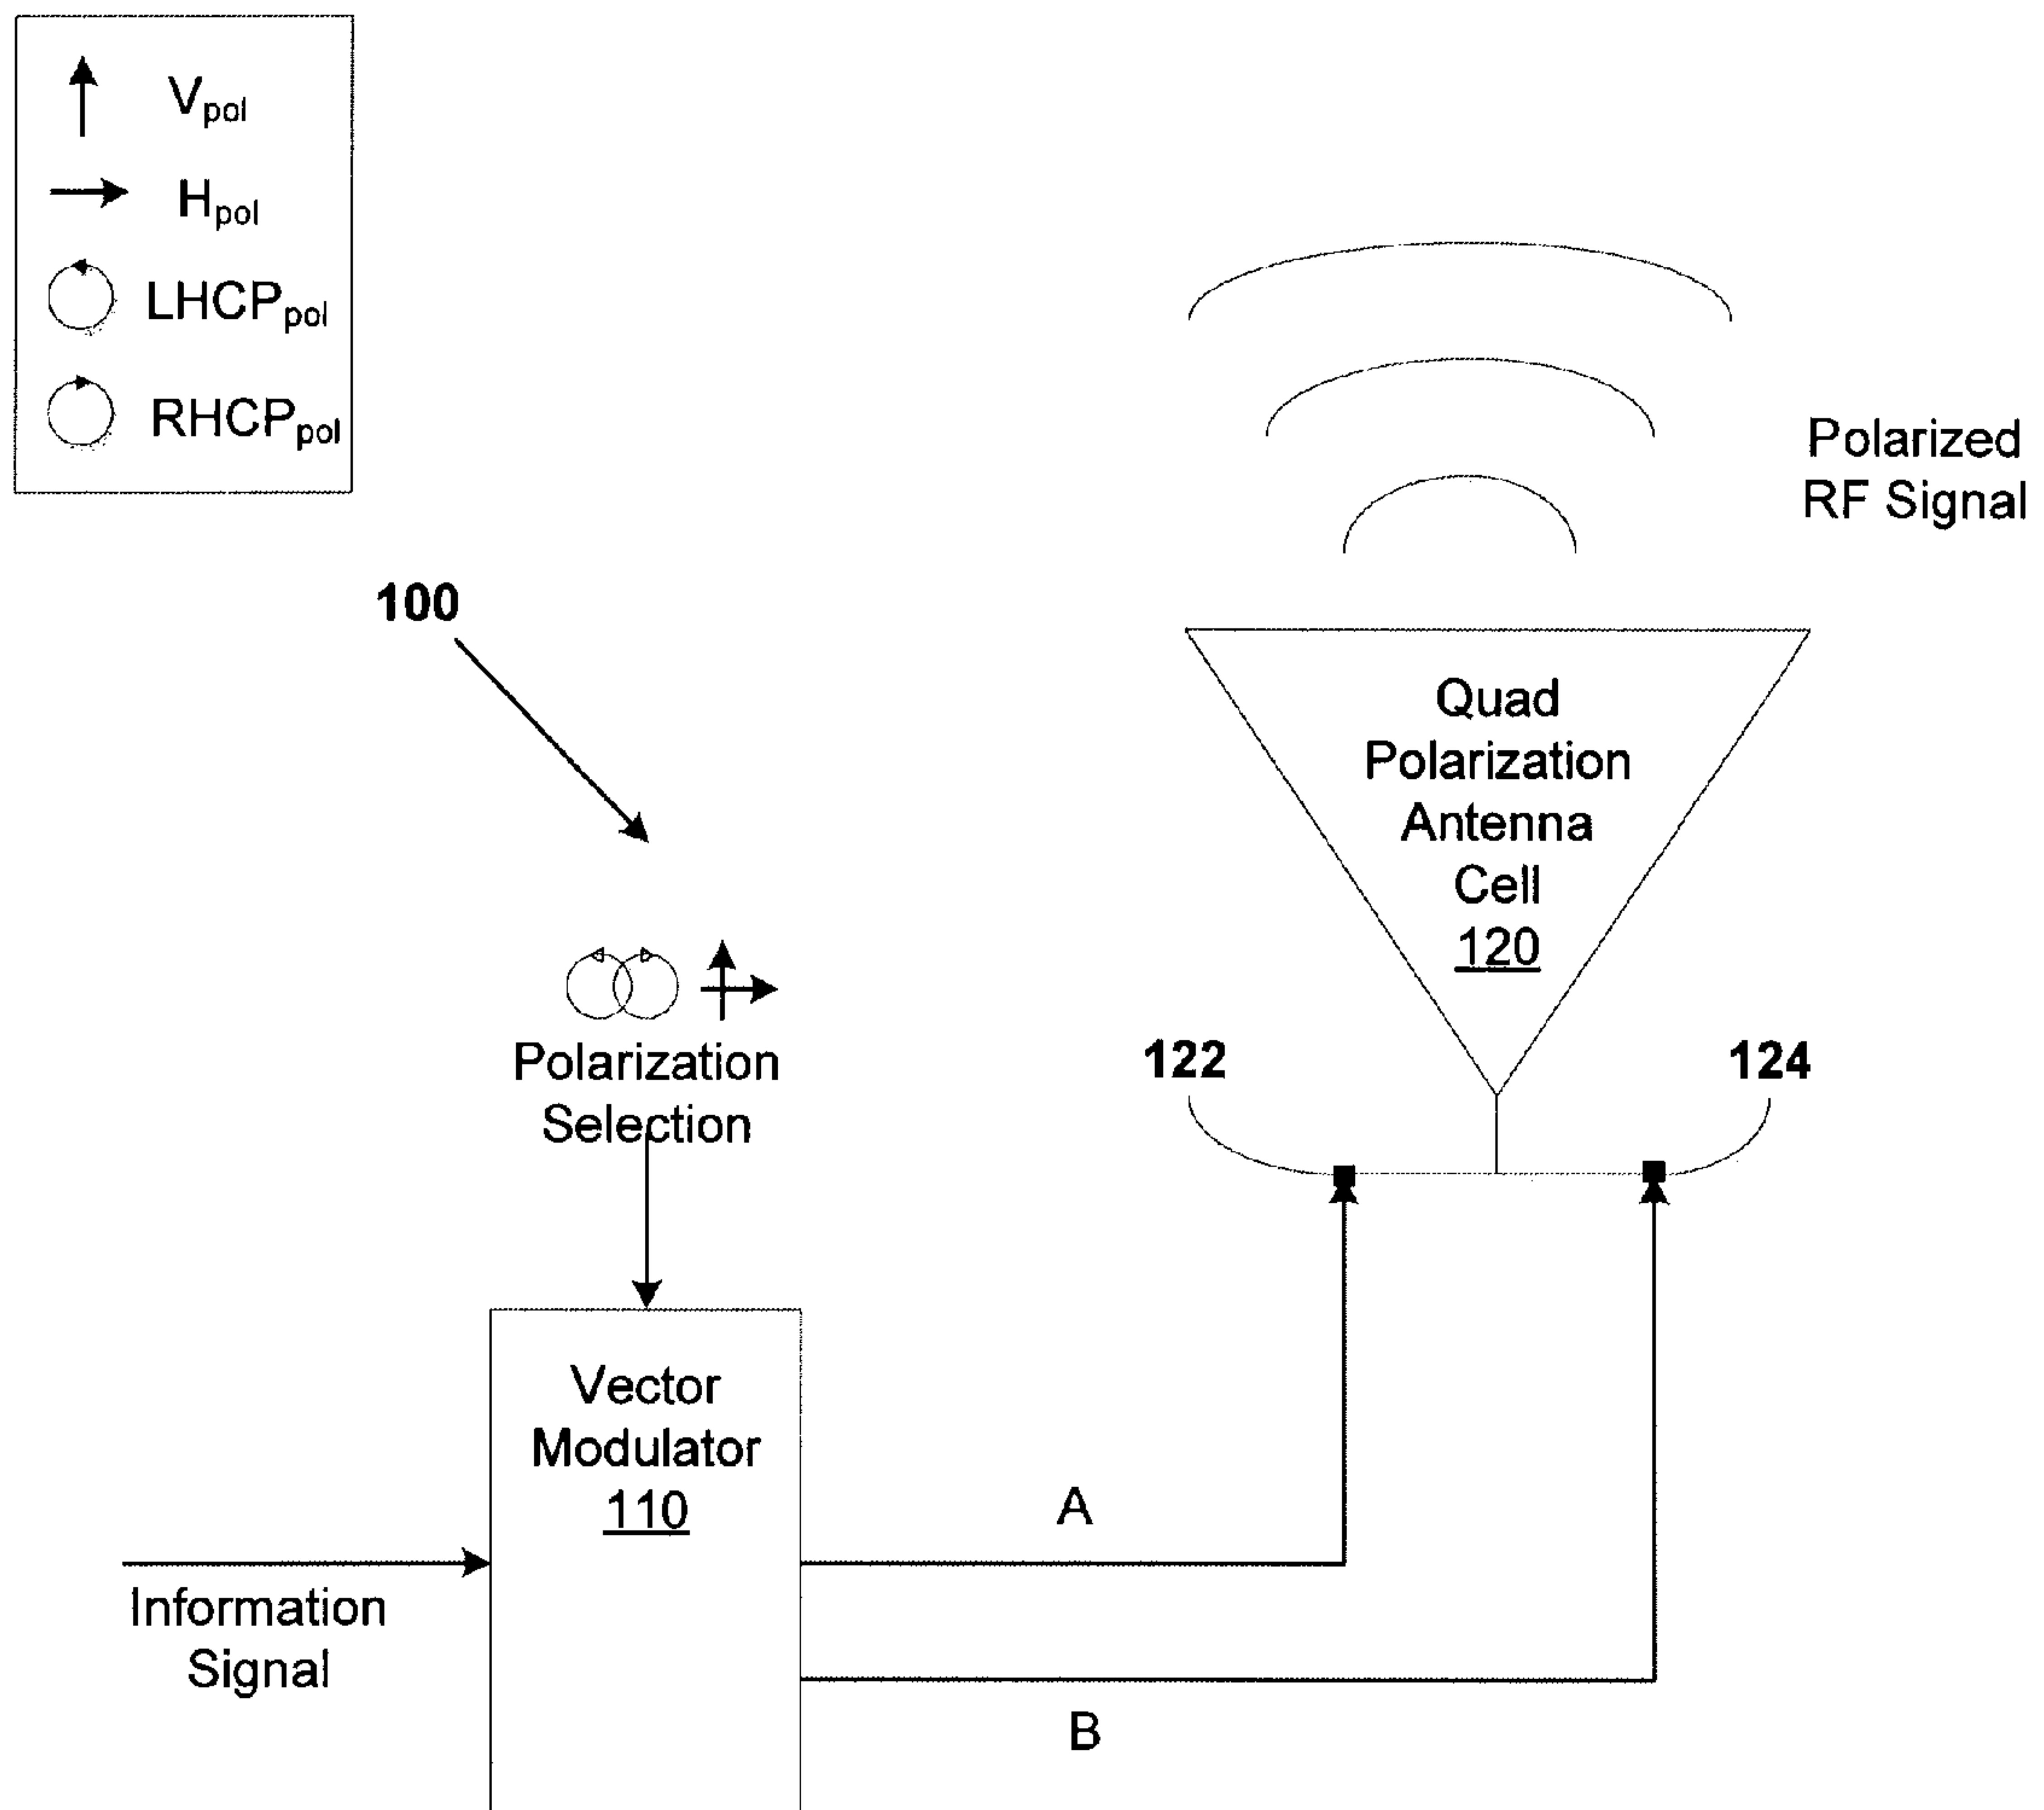 Vpol
Hpol
LHCPpol
RHCPpol
Polarized
RF Signal
100
Quad
Polarization
Antenna
Cell
120
Polarization
Selection
122
124
Vector
Modulator
110
A
Information
Signal
B